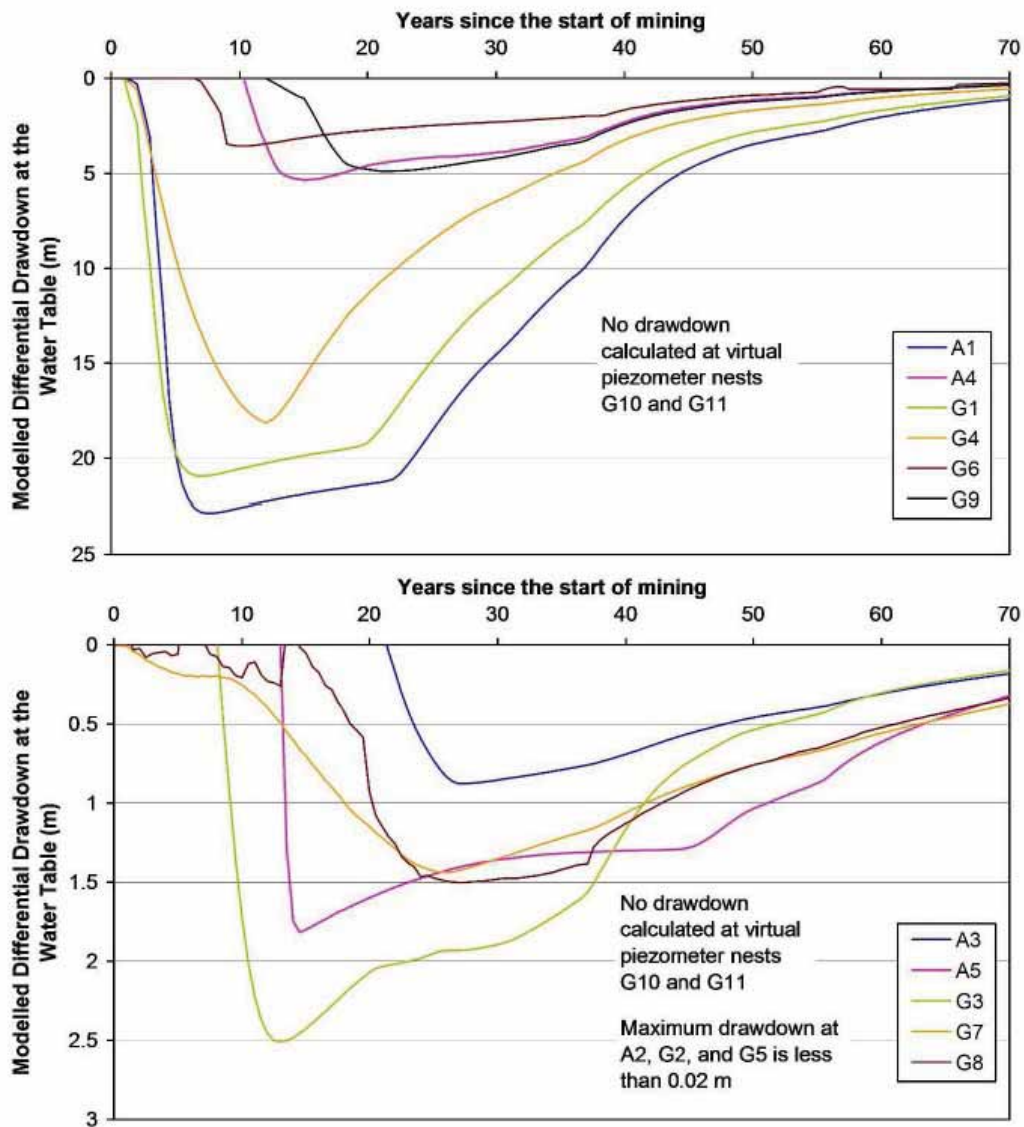 Years since the start of mining
0 10 20 30 40 50 60 70
Modelled Differential Drawdown at the
Water Table (m)
0
5
10
15
20
25
No drawdown
calculated at virtual
piezometer nests
G10 and G11
A1
A4
G1
G4
G6
G9
Years since the start of mining
0 10 20 30 40 50 60 70
Modelled Differential Drawdown at the
Water Table (m)
0
0.5
1
1.5
2
2.5
3
No drawdown
calculated at virtual
piezometer nests
G10 and G11
Maximum drawdown at
A2, G2, and G5 is less
than 0.02 m
A3
A5
G3
G7
G8